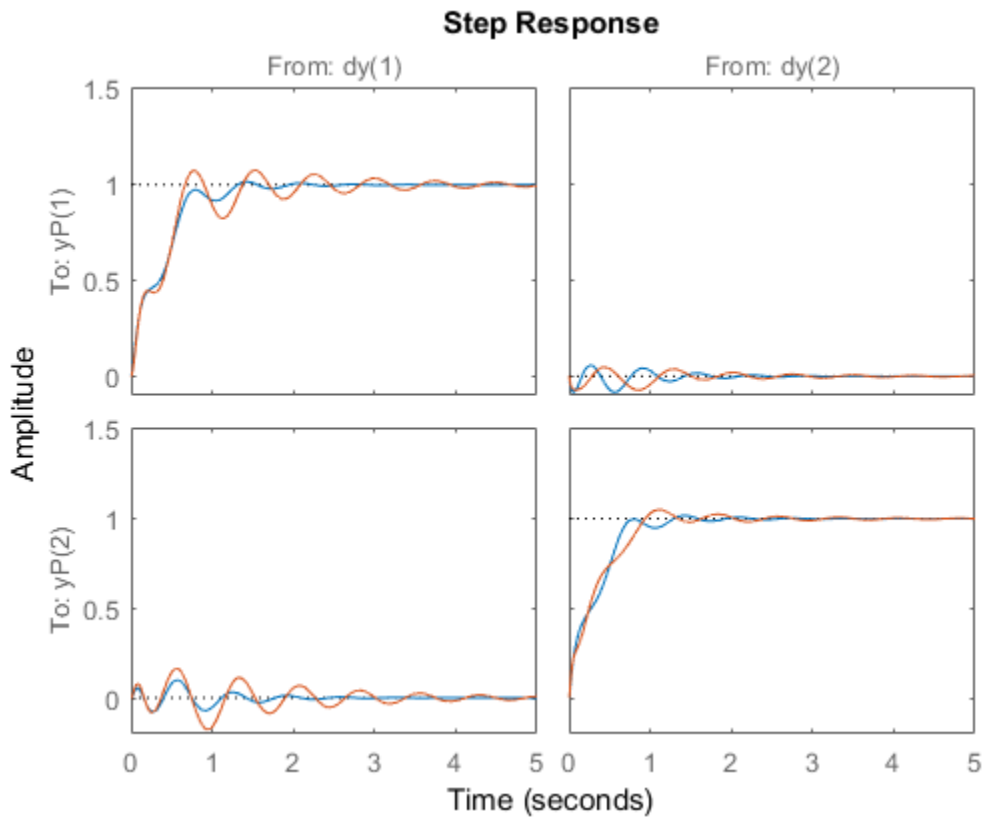 Step Response
From: dy(1)
From: dy(2)
To: yP(1)
1.5
1
0.5
0
Amplitude
To: yP(2)
1.5
1
0.5
0
0 1 2 3 4 5
0 1 2 3 4 5
Time (seconds)